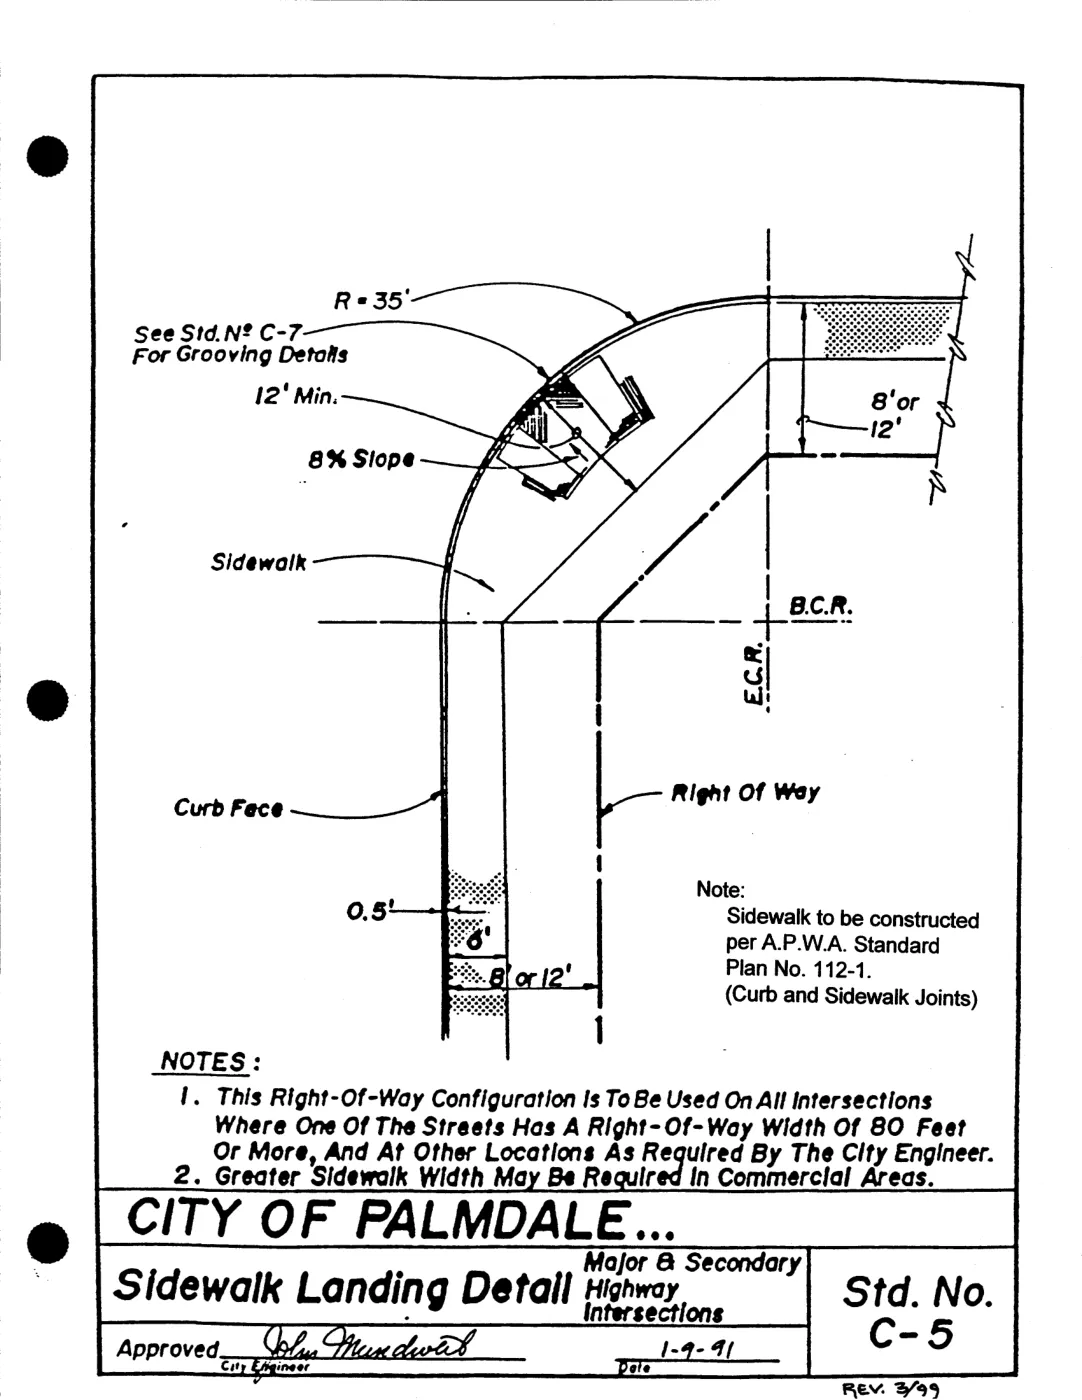 R = 35'
See Std. Nº C-7
For Grooving Details
12' Min.
8% Slope
8' or
12'
Sidewalk
B.C.R.
E.C.R.
Curb Face
Right Of Way
0.5'
6'
8' or 12'
Note:
Sidewalk to be constructed
per A.P.W.A. Standard
Plan No. 112-1.
(Curb and Sidewalk Joints)
NOTES:
1. This Right-Of-Way Configuration Is To Be Used On All Intersections
Where One Of The Streets Has A Right-Of-Way Width Of 80 Feet
Or More, And At Other Locations As Required By The City Engineer.
2. Greater Sidewalk Width May Be Required In Commercial Areas.
CITY OF PALMDALE...
Sidewalk Landing Detail
Major & Secondary
Highway
Intersections
Std. No.
C-5
Approved
City Engineer
1-9-91
Date
REV. 3/99